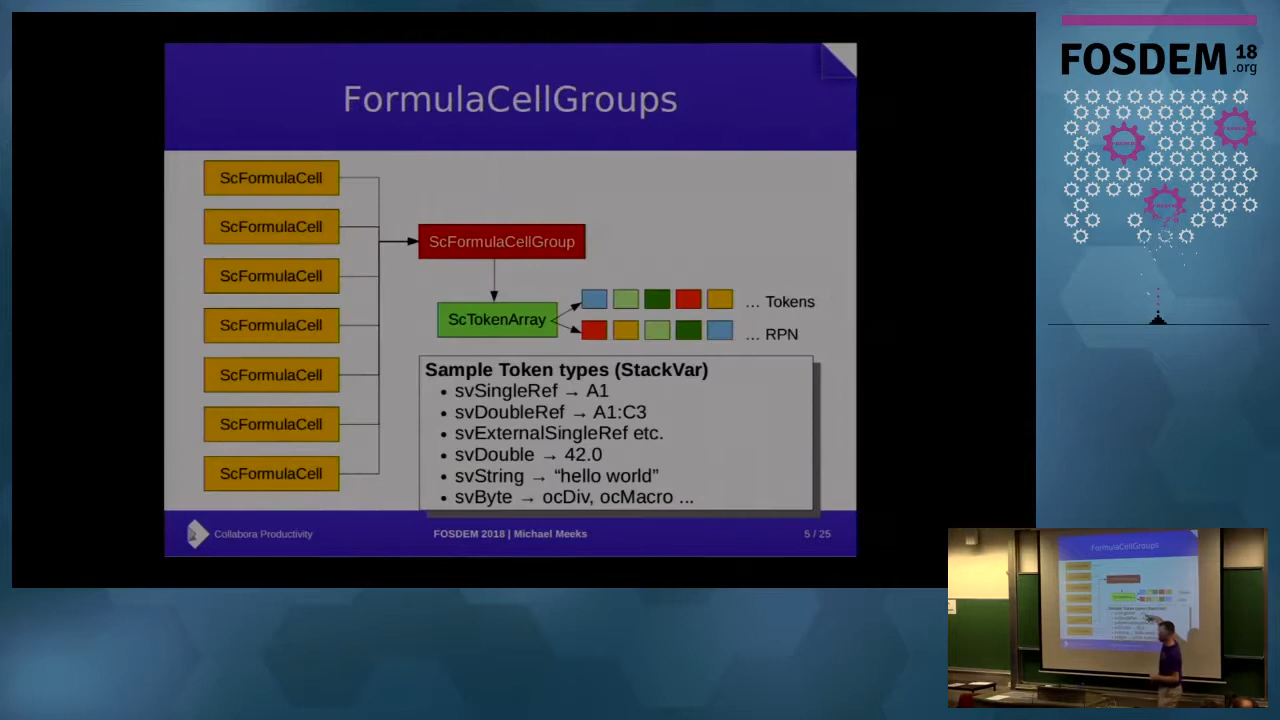 FormulaCellGroups
ScFormulaCell
ScFormulaCell
ScFormulaCell
ScFormulaCell
ScFormulaCell
ScFormulaCell
ScFormulaCell
ScFormulaCellGroup
ScTokenArray
... Tokens
... RPN
Sample Token types (StackVar)
• svSingleRef → A1
• svDoubleRef → A1:C3
• svExternalSingleRef etc.
• svDouble → 42.0
• svString → “hello world”
• svByte → ocDiv, ocMacro ...
Collabora Productivity
FOSDEM 2018 | Michael Meeks
5 / 25
FOSDEM 18
.org
FormulaCellGroups